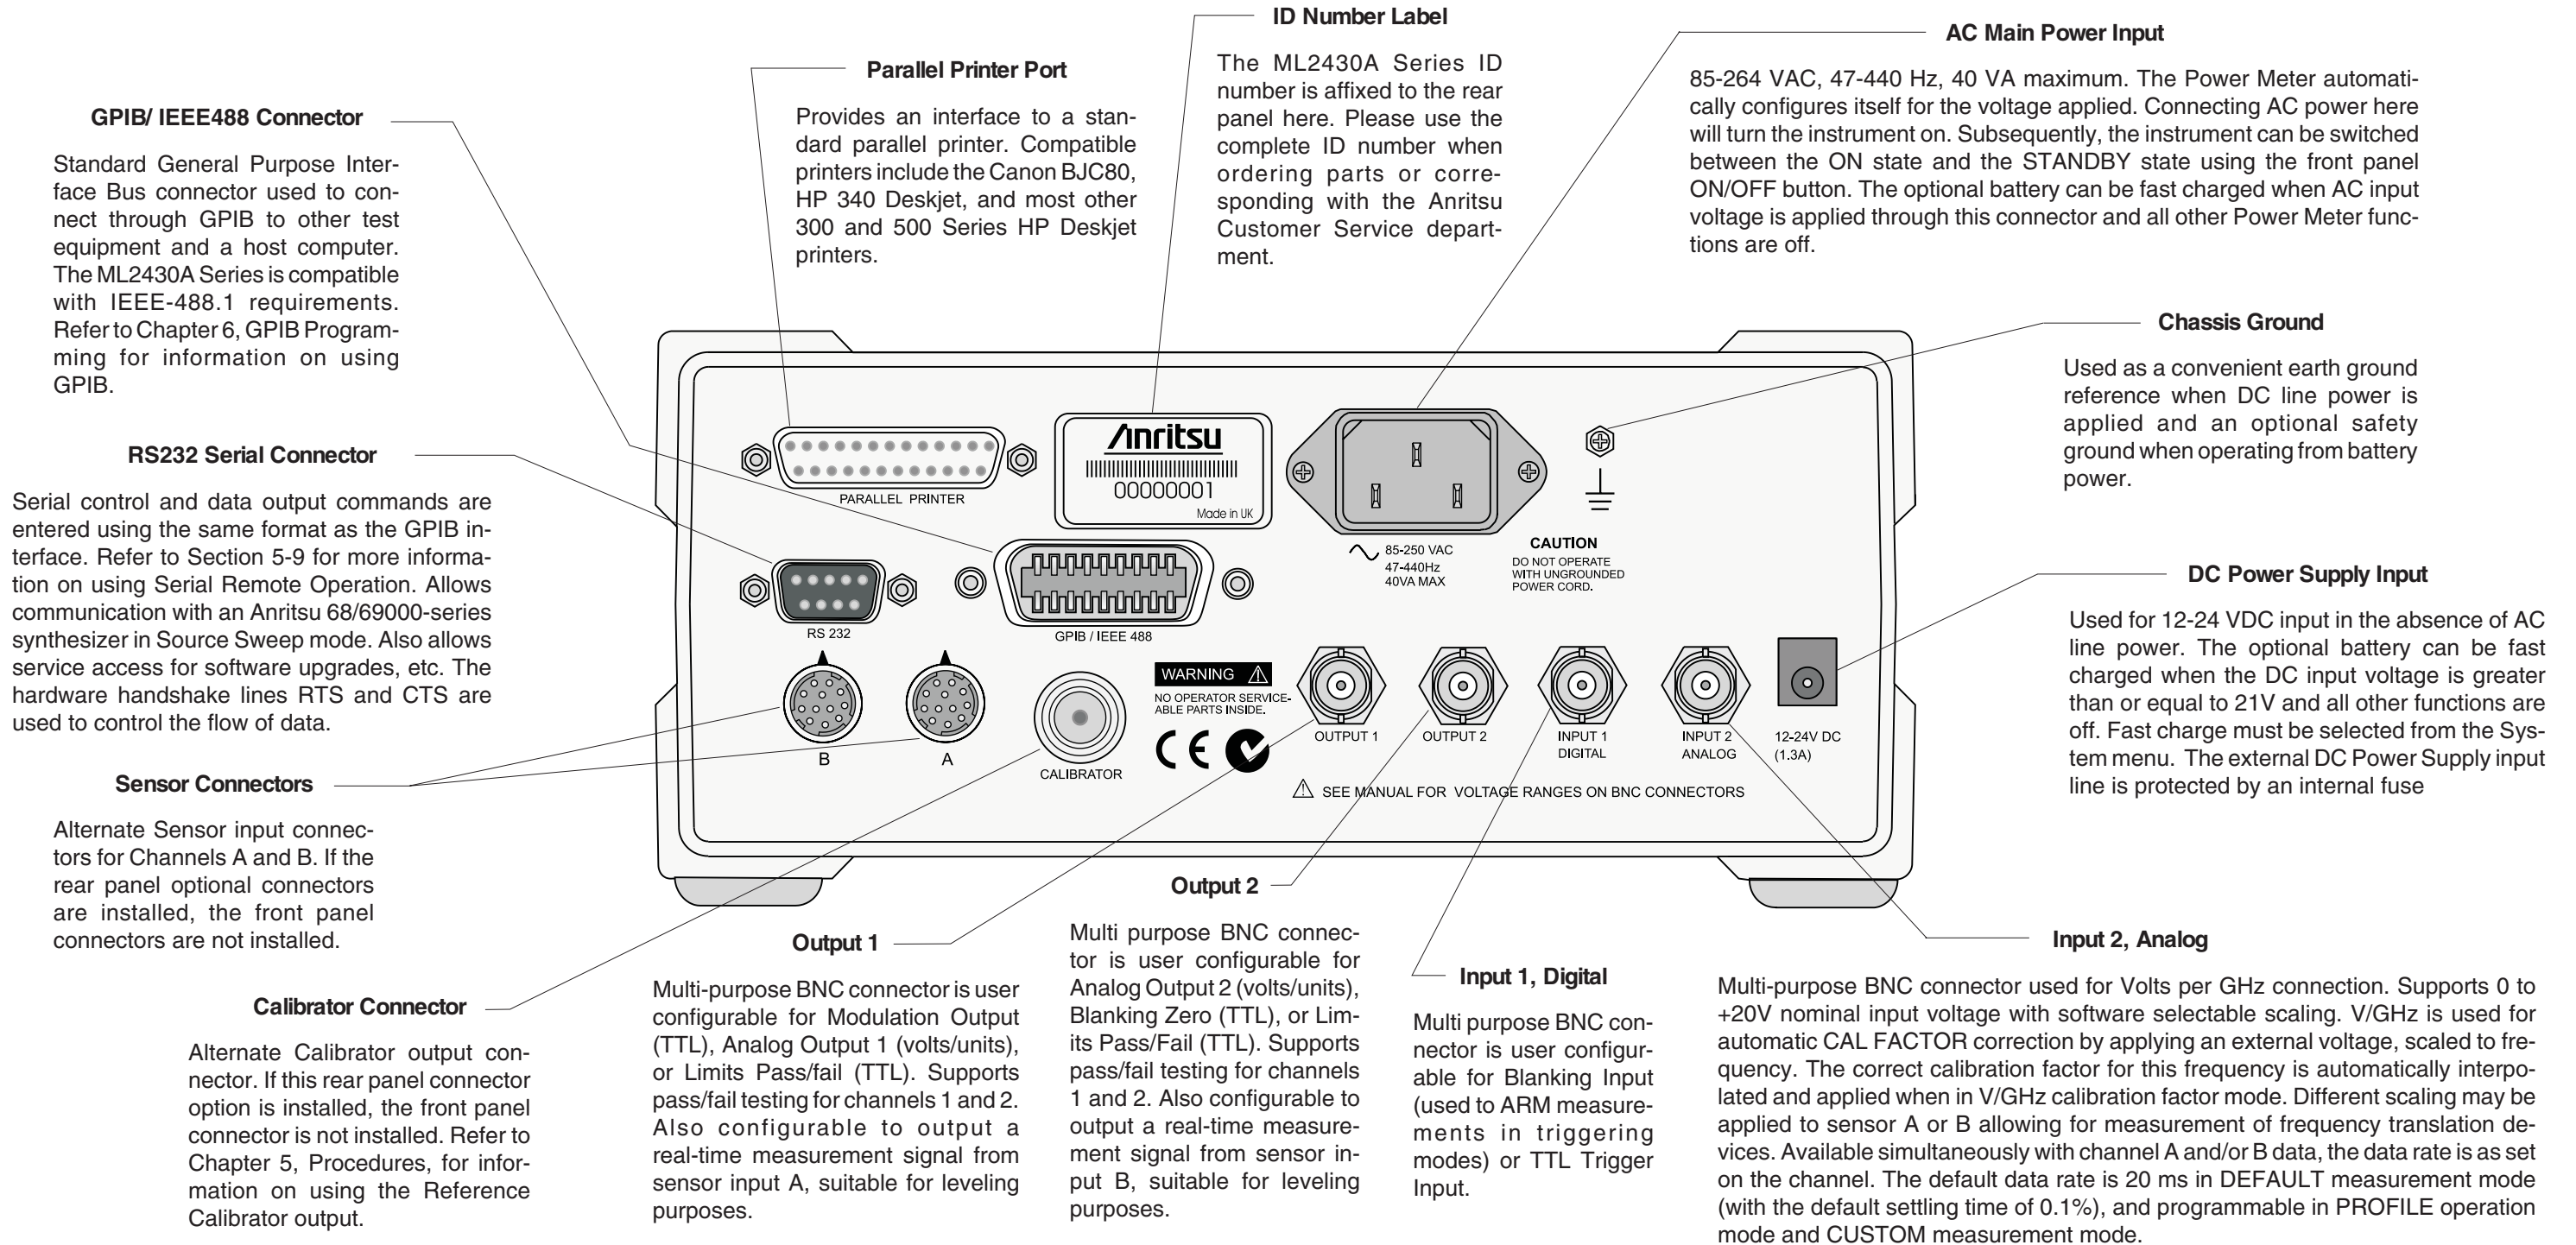 ID Number Label
The ML2430A Series ID
number is affixed to the rear
panel here. Please use the
complete ID number when
ordering parts or corre-
sponding with the Anritsu
Customer Service depart-
ment.
AC Main Power Input
85-264 VAC, 47-440 Hz, 40 VA maximum. The Power Meter automati-
cally configures itself for the voltage applied. Connecting AC power here
will turn the instrument on. Subsequently, the instrument can be switched
between the ON state and the STANDBY state using the front panel
ON/OFF button. The optional battery can be fast charged when AC input
voltage is applied through this connector and all other Power Meter func-
tions are off.
Parallel Printer Port
Provides an interface to a stan-
dard parallel printer. Compatible
printers include the Canon BJC80,
HP 340 Deskjet, and most other
300 and 500 Series HP Deskjet
printers.
GPIB/ IEEE488 Connector
Standard General Purpose Inter-
face Bus connector used to con-
nect through GPIB to other test
equipment and a host computer.
The ML2430A Series is compatible
with IEEE-488.1 requirements.
Refer to Chapter 6, GPIB Program-
ming for information on using
GPIB.
Chassis Ground
Used as a convenient earth ground
reference when DC line power is
applied and an optional safety
ground when operating from battery
power.
RS232 Serial Connector
Serial control and data output commands are
entered using the same format as the GPIB in-
terface. Refer to Section 5-9 for more informa-
tion on using Serial Remote Operation. Allows
communication with an Anritsu 68/69000-series
synthesizer in Source Sweep mode. Also allows
service access for software upgrades, etc. The
hardware handshake lines RTS and CTS are
used to control the flow of data.
PARALLEL PRINTER
Anritsu
00000001
Made in UK
85-250 VAC
47-440Hz
40VA MAX
CAUTION
DO NOT OPERATE
WITH UNGROUNDED
POWER CORD.
RS 232
GPIB / IEEE 488
DC Power Supply Input
Used for 12-24 VDC input in the absence of AC
line power. The optional battery can be fast
charged when the DC input voltage is greater
than or equal to 21V and all other functions are
off. Fast charge must be selected from the Sys-
tem menu. The external DC Power Supply input
line is protected by an internal fuse
B
A
CALIBRATOR
WARNING
NO OPERATOR SERVICE-
ABLE PARTS INSIDE.
CE
OUTPUT 1
OUTPUT 2
INPUT 1
DIGITAL
INPUT 2
ANALOG
12-24V DC
(1.3A)
SEE MANUAL FOR VOLTAGE RANGES ON BNC CONNECTORS
Sensor Connectors
Alternate Sensor input connec-
tors for Channels A and B. If the
rear panel optional connectors
are installed, the front panel
connectors are not installed.
Calibrator Connector
Alternate Calibrator output con-
nector. If this rear panel connector
option is installed, the front panel
connector is not installed. Refer to
Chapter 5, Procedures, for infor-
mation on using the Reference
Calibrator output.
Output 1
Multi-purpose BNC connector is user
configurable for Modulation Output
(TTL), Analog Output 1 (volts/units),
or Limits Pass/fail (TTL). Supports
pass/fail testing for channels 1 and 2.
Also configurable to output a
real-time measurement signal from
sensor input A, suitable for leveling
purposes.
Output 2
Multi purpose BNC connec-
tor is user configurable for
Analog Output 2 (volts/units),
Blanking Zero (TTL), or Lim-
its Pass/Fail (TTL). Supports
pass/fail testing for channels
1 and 2. Also configurable to
output a real-time measure-
ment signal from sensor in-
put B, suitable for leveling
purposes.
Input 1, Digital
Multi purpose BNC con-
nector is user configur-
able for Blanking Input
(used to ARM measure-
ments in triggering
modes) or TTL Trigger
Input.
Input 2, Analog
Multi-purpose BNC connector used for Volts per GHz connection. Supports 0 to
+20V nominal input voltage with software selectable scaling. V/GHz is used for
automatic CAL FACTOR correction by applying an external voltage, scaled to fre-
quency. The correct calibration factor for this frequency is automatically interpo-
lated and applied when in V/GHz calibration factor mode. Different scaling may be
applied to sensor A or B allowing for measurement of frequency translation de-
vices. Available simultaneously with channel A and/or B data, the data rate is as set
on the channel. The default data rate is 20 ms in DEFAULT measurement mode
(with the default settling time of 0.1%), and programmable in PROFILE operation
mode and CUSTOM measurement mode.